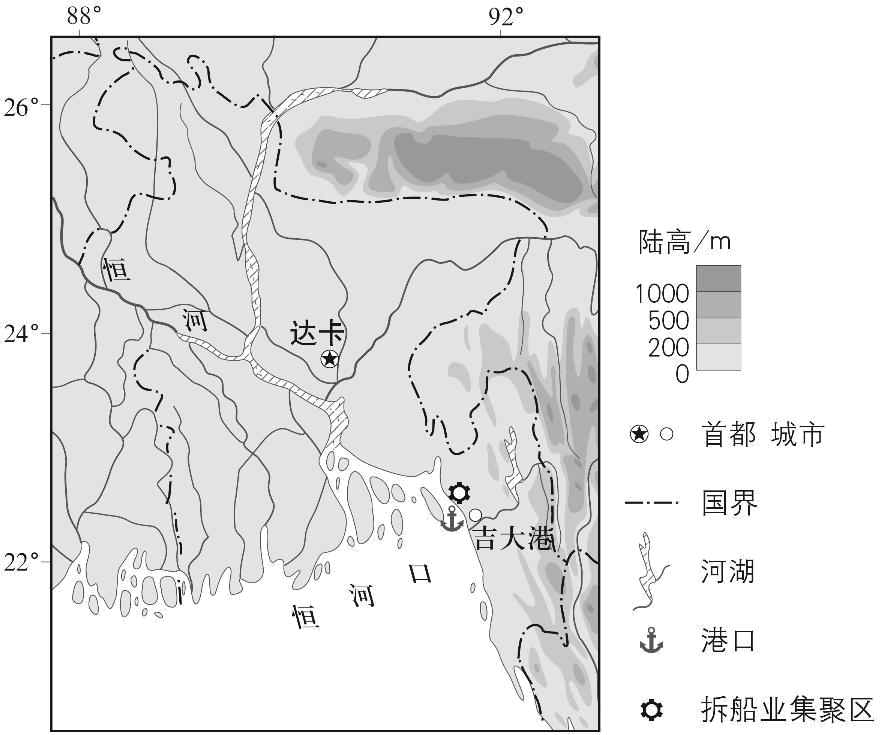 88° 92°
26°
24°
22°
恒
河
达卡
吉大港
恒 河 口
陆高/m
1000
500
200
0
首都 城市
国界
河湖
港口
拆船业集聚区